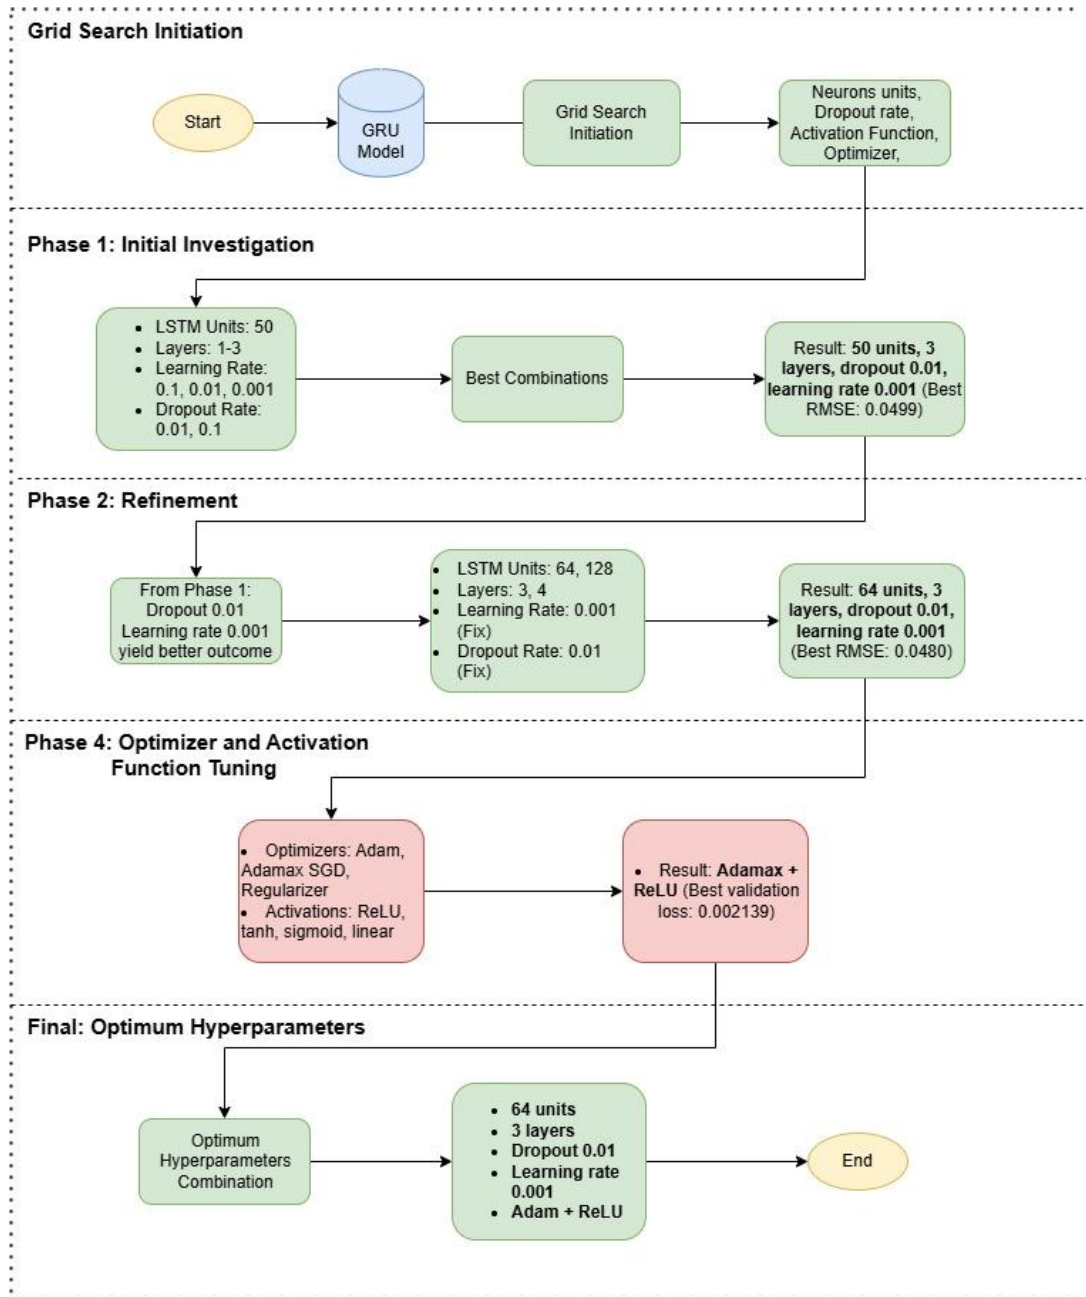 Grid Search Initiation
Start
GRU
Model
Grid Search
Initiation
Neurons units,
Dropout rate,
Activation Function,
Optimizer,
Phase 1: Initial Investigation
• LSTM Units: 50
• Layers: 1-3
• Learning Rate:
0.1, 0.01, 0.001
• Dropout Rate:
0.01, 0.1
Best Combinations
Result: 50 units, 3
layers, dropout 0.01,
learning rate 0.001 (Best
RMSE: 0.0499)
Phase 2: Refinement
From Phase 1:
Dropout 0.01
Learning rate 0.001
yield better outcome
• LSTM Units: 64, 128
• Layers: 3, 4
• Learning Rate: 0.001
(Fix)
• Dropout Rate: 0.01
(Fix)
Result: 64 units, 3
layers, dropout 0.01,
learning rate 0.001
(Best RMSE: 0.0480)
Phase 4: Optimizer and Activation
Function Tuning
• Optimizers: Adam,
Adamax SGD,
Regularizer
• Activations: ReLU,
tanh, sigmoid, linear
• Result: Adamax +
ReLU (Best validation
loss: 0.002139)
Final: Optimum Hyperparameters
Optimum
Hyperparameters
Combination
• 64 units
• 3 layers
• Dropout 0.01
• Learning rate
0.001
• Adam + ReLU
End